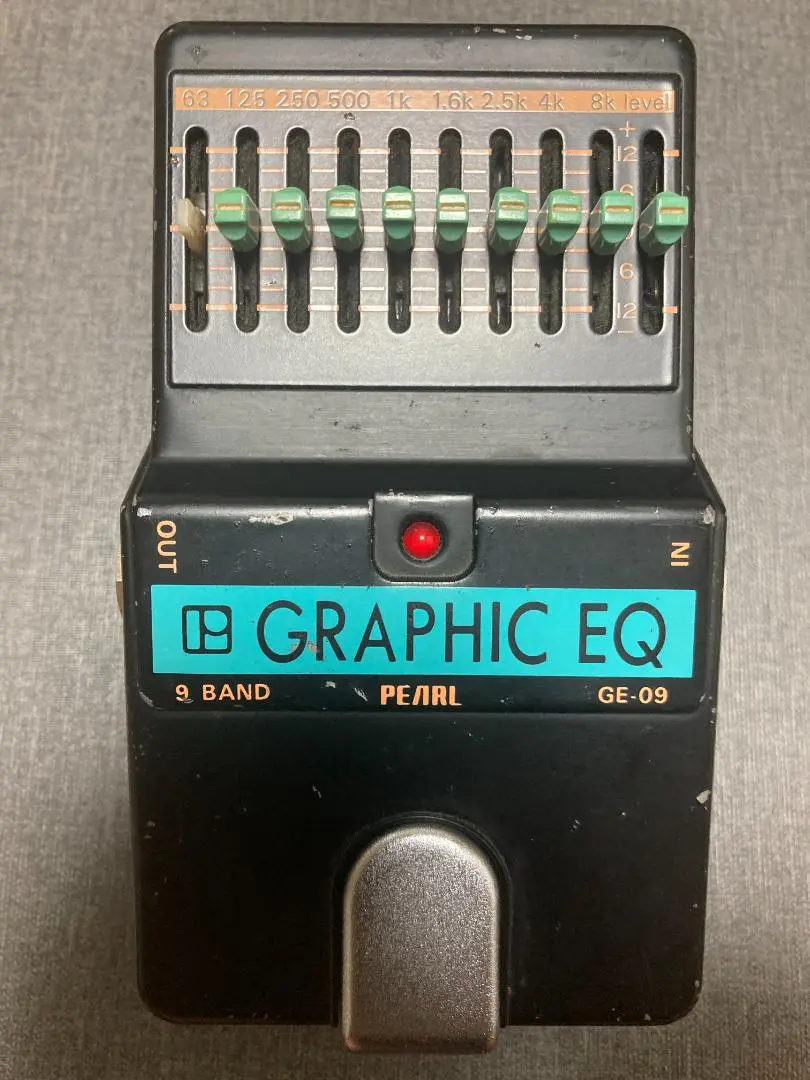 63 125 250 500 1k 1.6k 2.5k 4k 8k level
+
12
6
6
12
−
OUT
IN
GRAPHIC EQ
9 BAND PEARL GE-09